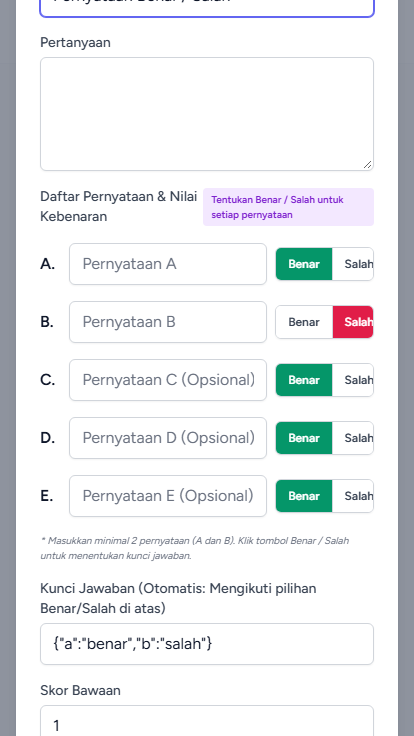 Pertanyaan
Daftar Pernyataan & Nilai
Kebenaran
Tentukan Benar / Salah untuk
setiap pernyataan
A. Pernyataan A Benar Salah
B. Pernyataan B Benar Salah
C. Pernyataan C (Opsional) Benar Salah
D. Pernyataan D (Opsional) Benar Salah
E. Pernyataan E (Opsional) Benar Salah
* Masukkan minimal 2 pernyataan (A dan B). Klik tombol Benar / Salah
untuk menentukan kunci jawaban.
Kunci Jawaban (Otomatis: Mengikuti pilihan
Benar/Salah di atas)
{"a":"benar","b":"salah"}
Skor Bawaan
1